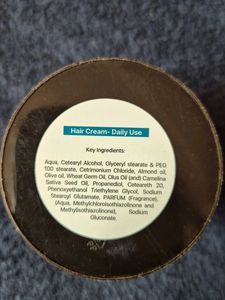 Hair Cream- Daily Use
Key Ingredients:
Aqua, Cetearyl Alcohol, Glyceryl stearate & PEG
100 stearate, Cetrimonium Chloride, Almond oil,
Olive oil, Wheat Germ Oil, Olus Oil (and) Camelina
Sativa Seed Oil, Propanediol, Ceteareth 20,
Phenoxyethanol Triethylene Glycol, Sodium
Stearoyl Glutamate, PARFUM (Fragrance),
(Aqua, Methylchloroisothiazolinone and
Methylisothiazolinone), Sodium
Gluconate.